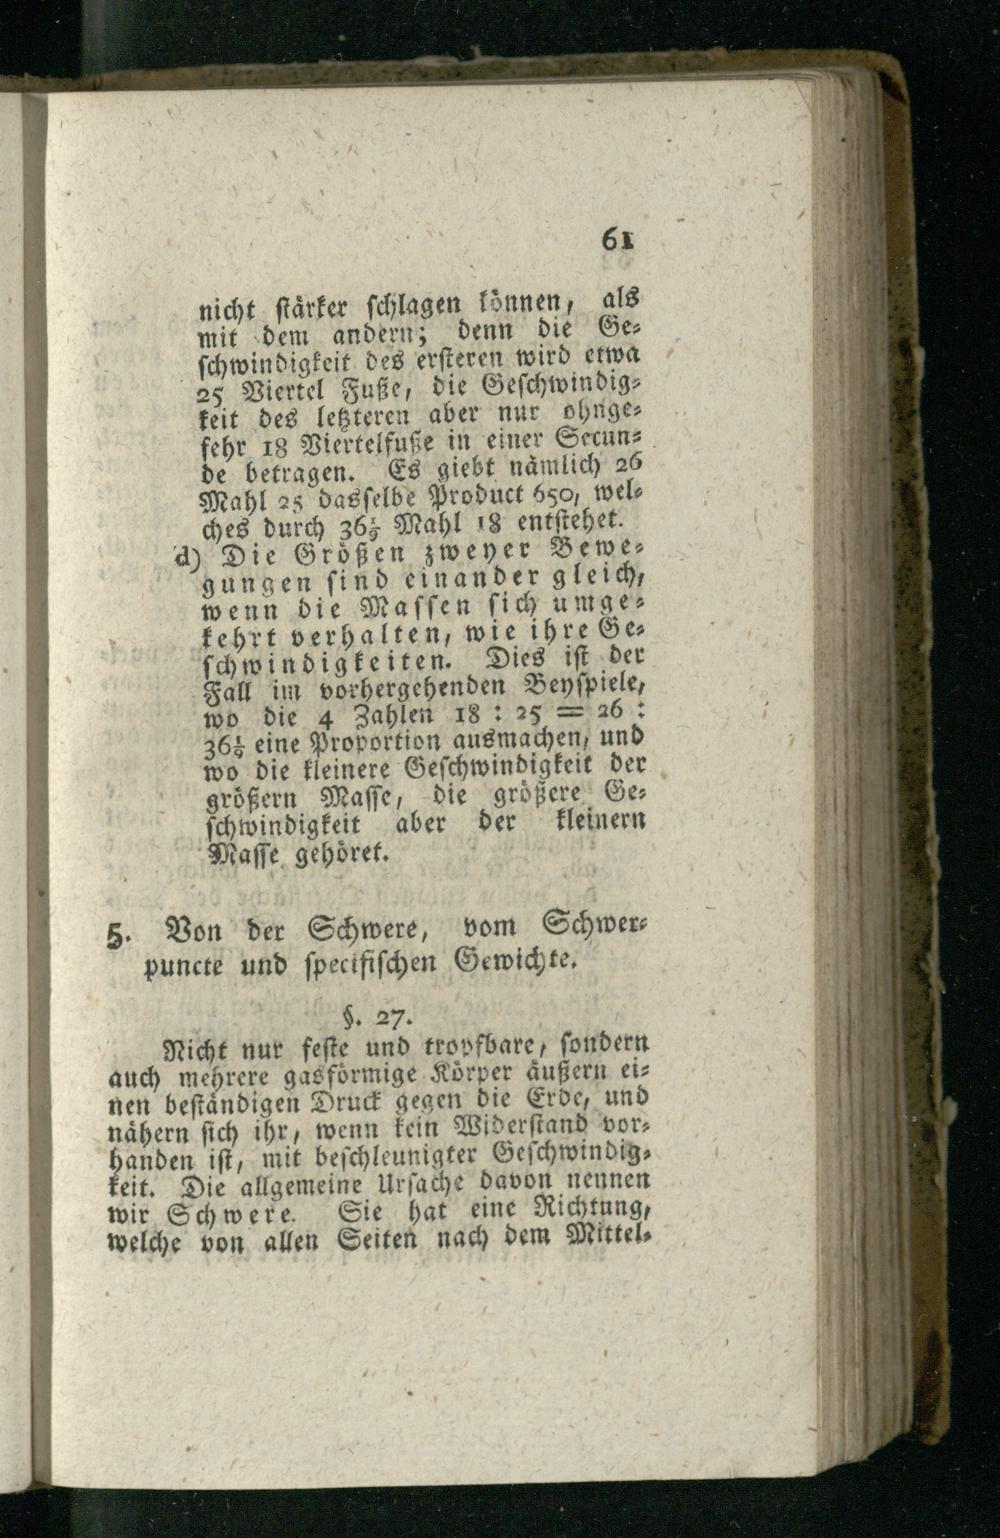 61
nicht stärker schlagen können, als
mit dem andern; denn die Ge-
schwindigkeit des ersteren wird etwa
25 Viertel Fuße, die Geschwindig-
keit des letzteren aber nur ohnge-
fehr 18 Viertelfuße in einer Secun-
de betragen. Es giebt nämlich 26
Mahl 25 dasselbe Product 650, wel-
ches durch 36⅑ Mahl 18 entstehet.
d) Die Größen zweyer Bewe-
gungen sind einander gleich,
wenn die Massen sich umge-
kehrt verhalten, wie ihre Ge-
schwindigkeiten. Dies ist der
Fall im vorhergehenden Beyspiele,
wo die 4 Zahlen 18 : 25 = 26 :
36⅑ eine Proportion ausmachen, und
wo die kleinere Geschwindigkeit der
größern Masse, die größere Ge-
schwindigkeit aber der kleinern
Masse gehöret.
5. Von der Schwere, vom Schwer-
puncte und specifischen Gewichte.
§. 27.
Nicht nur feste und tropfbare, sondern
auch mehrere gasförmige Körper äußern ei-
nen beständigen Druck gegen die Erde, und
nähern sich ihr, wenn kein Widerstand vor-
handen ist, mit beschleunigter Geschwindig-
keit. Die allgemeine Ursache davon nennen
wir Schwere. Sie hat eine Richtung,
welche von allen Seiten nach dem Mittel-